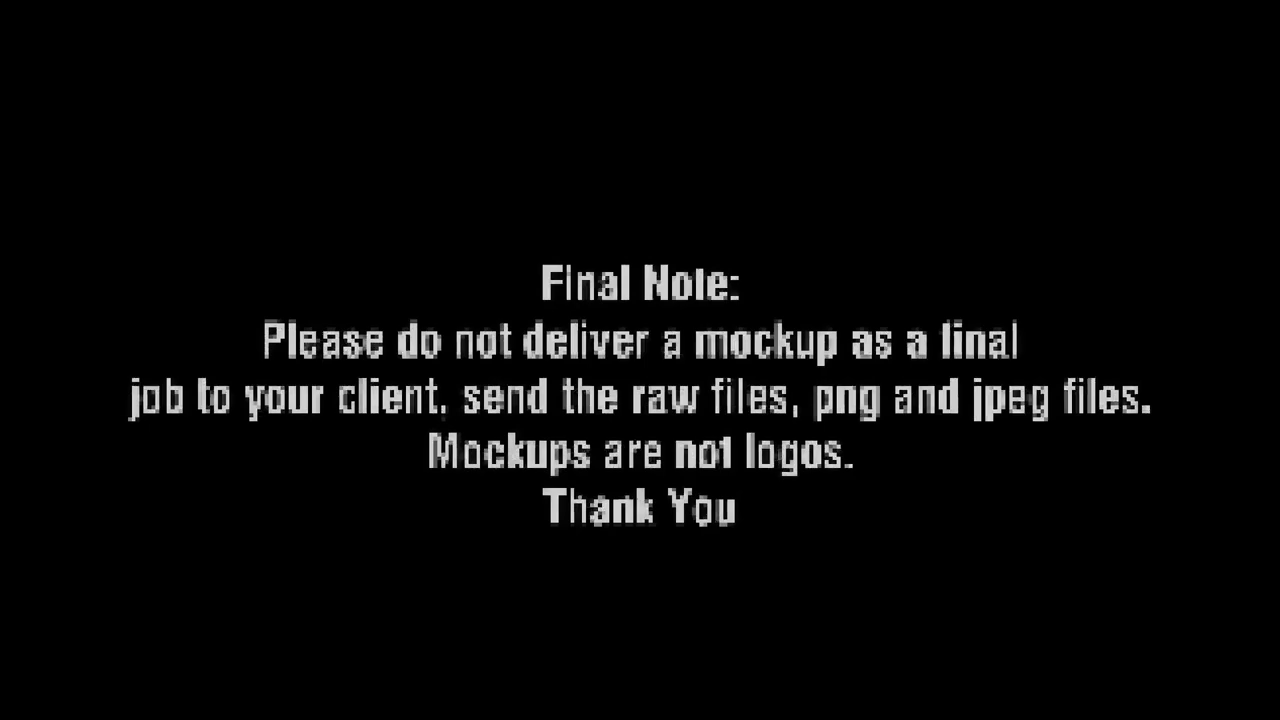 Final Note:
Please do not deliver a mockup as a final
job to your client, send the raw files, png and jpeg files.
Mockups are not logos.
Thank You